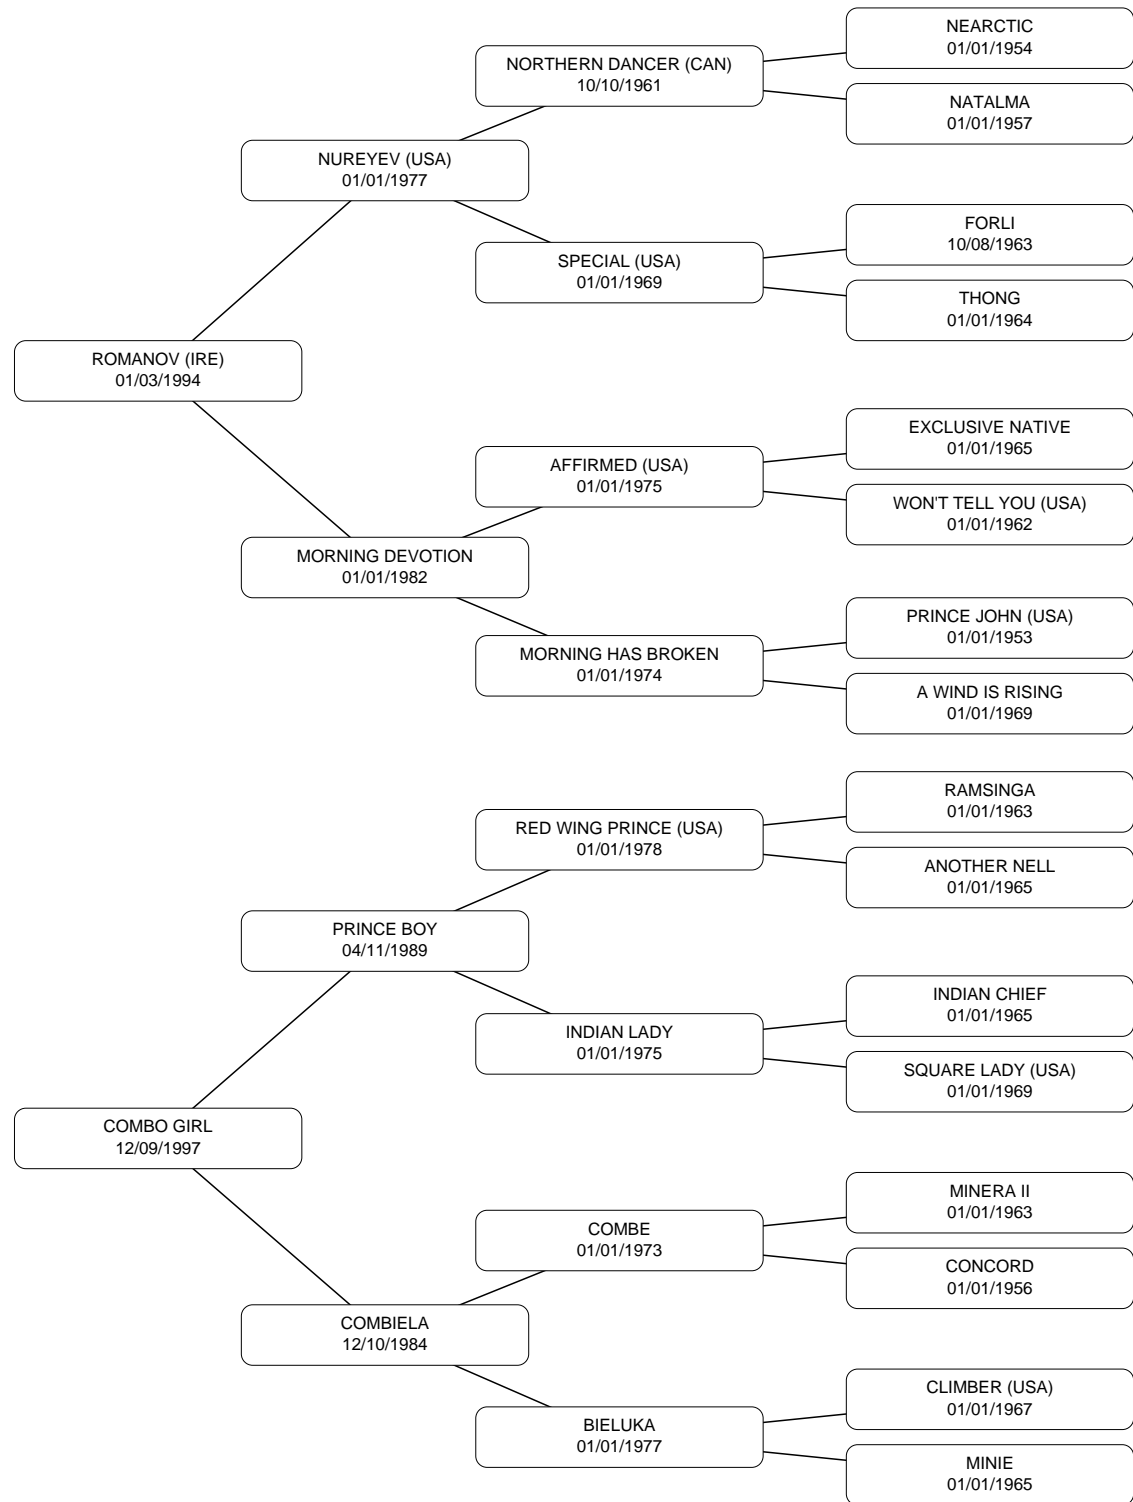 NEARCTIC
01/01/1954
NORTHERN DANCER (CAN)
10/10/1961
NATALMA
01/01/1957
NUREYEV (USA)
01/01/1977
FORLI
10/08/1963
SPECIAL (USA)
01/01/1969
THONG
01/01/1964
ROMANOV (IRE)
01/03/1994
EXCLUSIVE NATIVE
01/01/1965
AFFIRMED (USA)
01/01/1975
WON'T TELL YOU (USA)
01/01/1962
MORNING DEVOTION
01/01/1982
PRINCE JOHN (USA)
01/01/1953
MORNING HAS BROKEN
01/01/1974
A WIND IS RISING
01/01/1969
RAMSINGA
01/01/1963
RED WING PRINCE (USA)
01/01/1978
ANOTHER NELL
01/01/1965
PRINCE BOY
04/11/1989
INDIAN CHIEF
01/01/1965
INDIAN LADY
01/01/1975
SQUARE LADY (USA)
01/01/1969
COMBO GIRL
12/09/1997
MINERA II
01/01/1963
COMBE
01/01/1973
CONCORD
01/01/1956
COMBIELA
12/10/1984
CLIMBER (USA)
01/01/1967
BIELUKA
01/01/1977
MINIE
01/01/1965